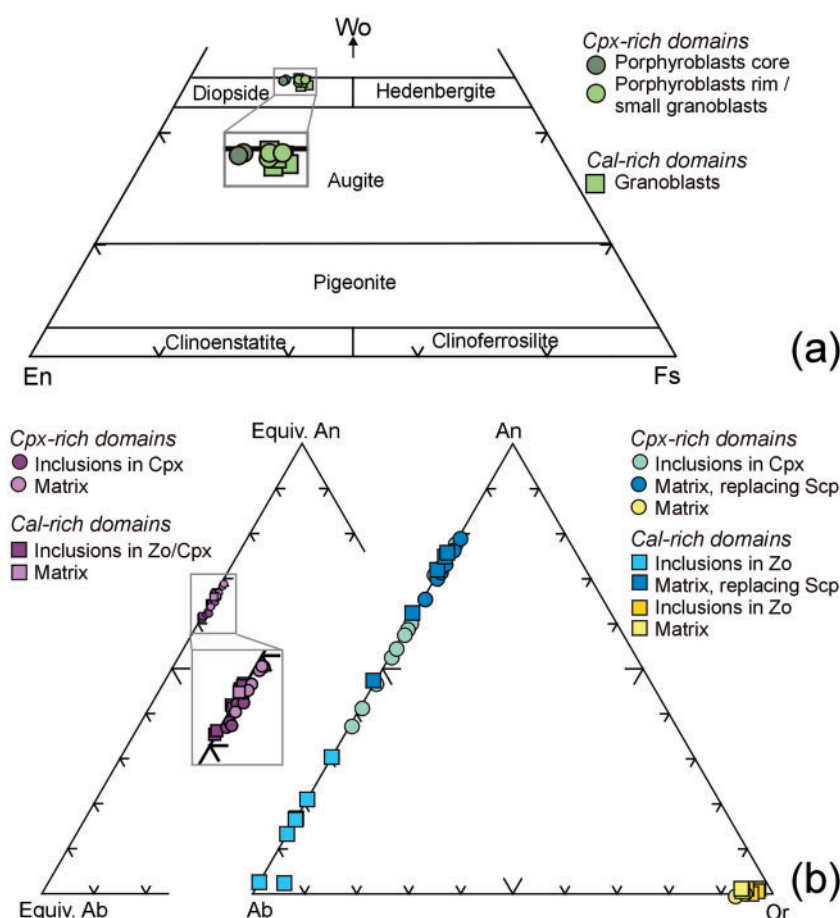 Wo
Diopside
Hedenbergite
Augite
Pigeonite
Clinoenstatite
Clinoferrosilite
En
Fs
Cpx-rich domains
Porphyroblasts core
Porphyroblasts rim /
small granoblasts
Cal-rich domains
Granoblasts
(a)
Cpx-rich domains
Inclusions in Cpx
Matrix
Cal-rich domains
Inclusions in Zo/Cpx
Matrix
Equiv. An
Equiv. Ab
An
Ab
Or
Cpx-rich domains
Inclusions in Cpx
Matrix, replacing Scp
Matrix
Cal-rich domains
Inclusions in Zo
Matrix, replacing Scp
Inclusions in Zo
Matrix
(b)